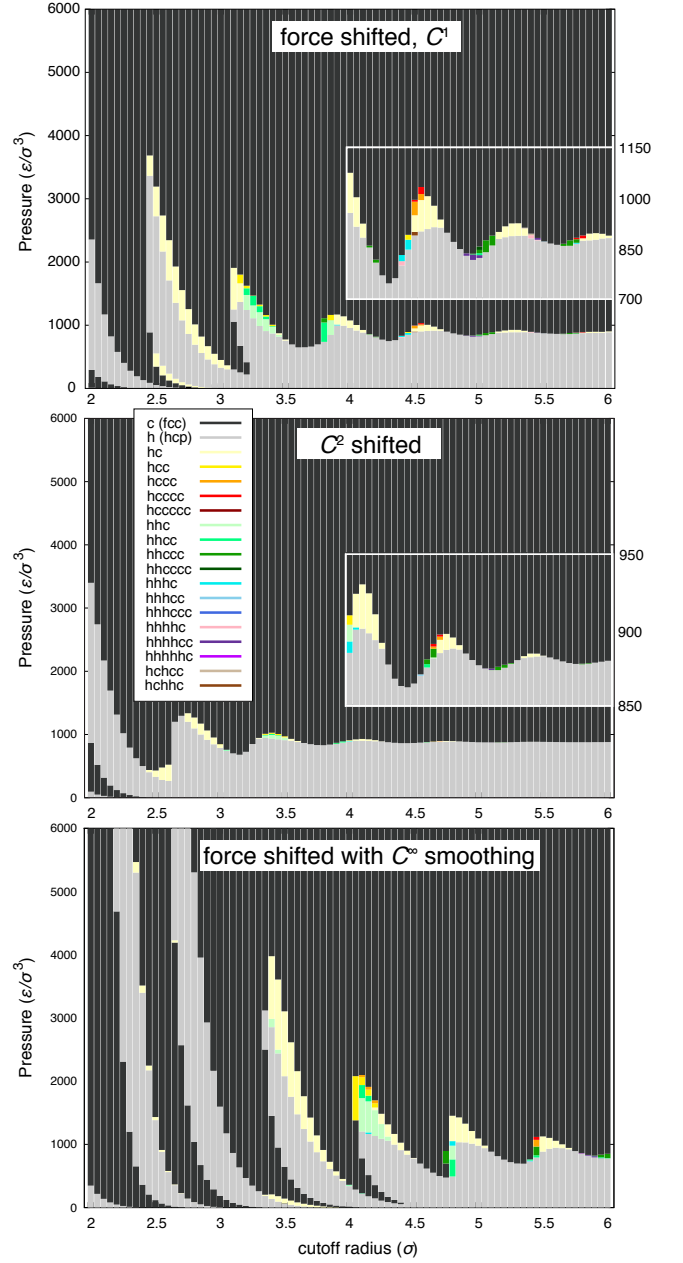 force shifted, C¹
Pressure (ε/σ³)
6000
5000
4000
3000
2000
1000
0
1150
1000
850
700
2 2.5 3 3.5 4 4.5 5 5.5 6
C² shifted
Pressure (ε/σ³)
6000
5000
4000
3000
2000
1000
0
c (fcc)
h (hcp)
hc
hcc
hccc
hcccc
hccccc
hhc
hhcc
hhccc
hhcccc
hhhc
hhhcc
hhhccc
hhhhc
hhhhcc
hhhhhc
hchcc
hchhc
950
900
850
2 2.5 3 3.5 4 4.5 5 5.5 6
force shifted with C∞ smoothing
Pressure (ε/σ³)
6000
5000
4000
3000
2000
1000
0
2 2.5 3 3.5 4 4.5 5 5.5 6
cutoff radius (σ)